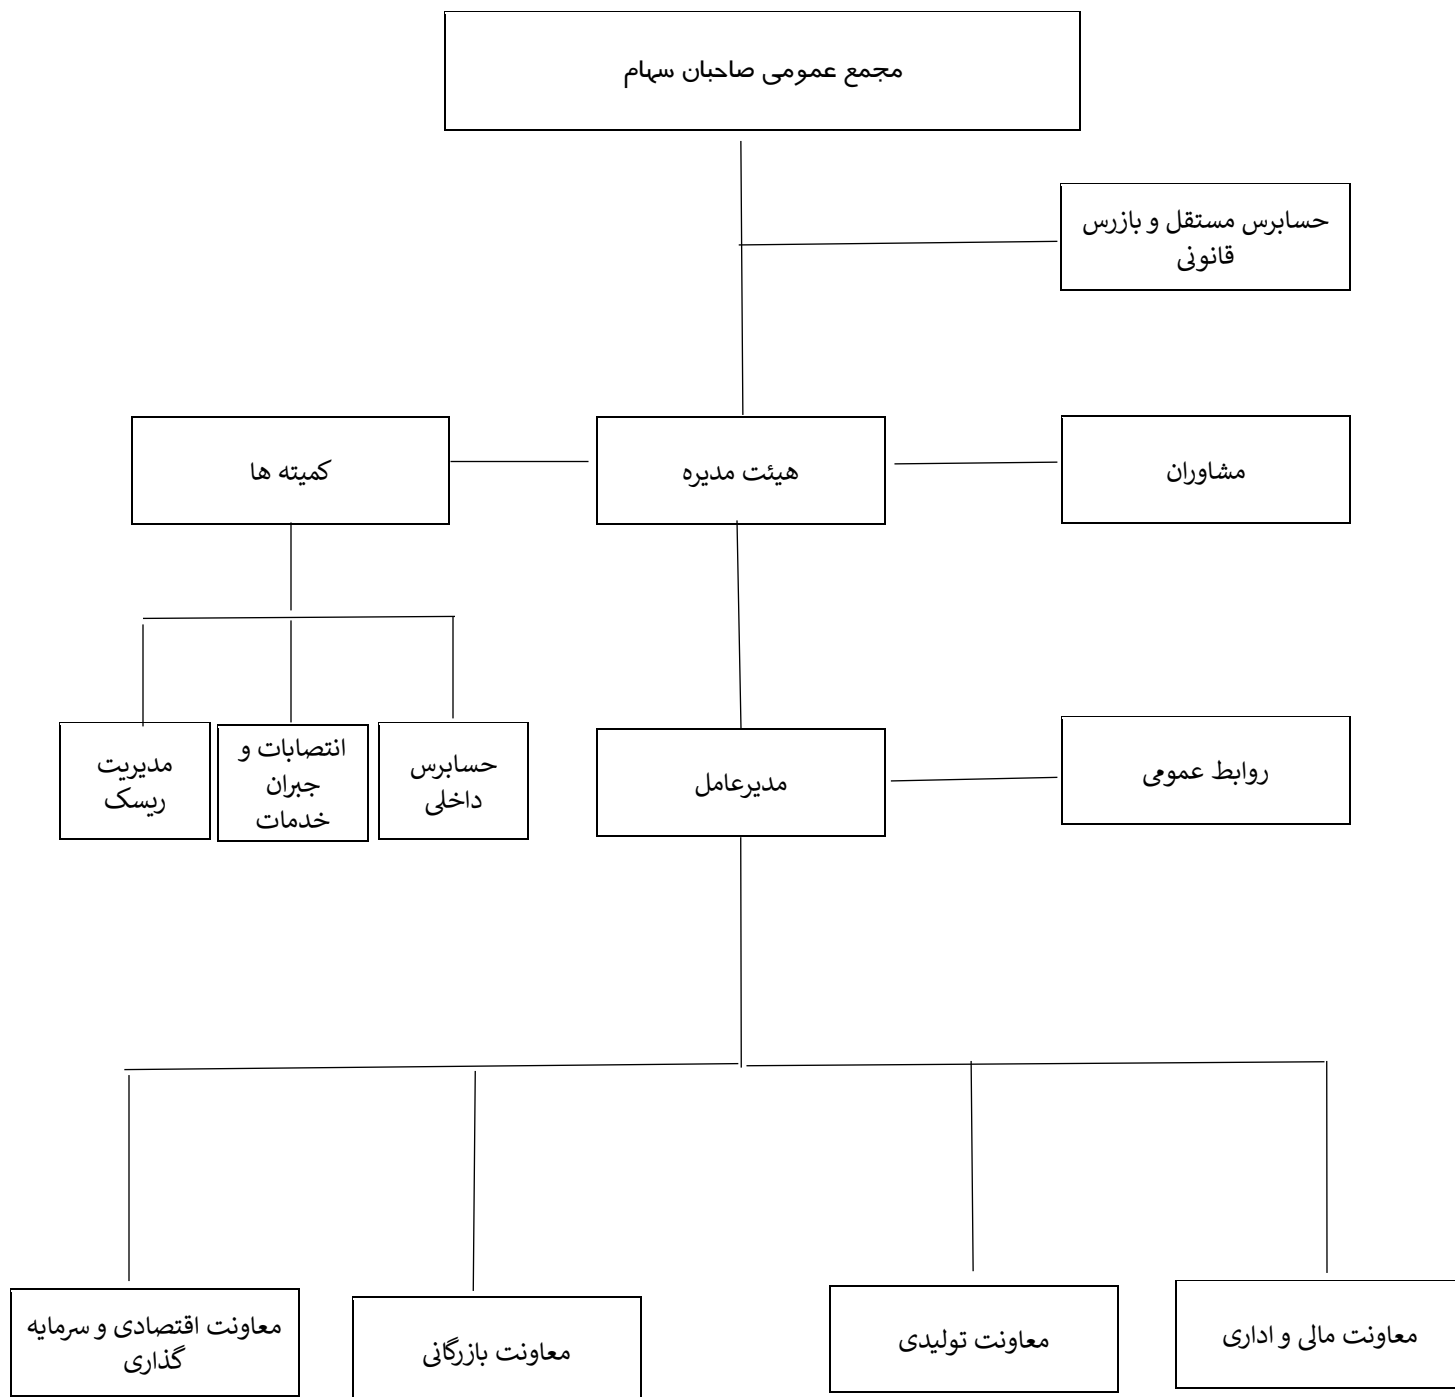 مجمع عمومی صاحبان سهام
حسابرس مستقل و بازرس
قانونی
مشاوران
هیئت مدیره
کمیته ها
روابط عمومی
مدیرعامل
حسابرس
داخلی
انتصابات و
جبران
خدمات
مدیریت
ریسک
معاونت مالی و اداری
معاونت تولیدی
معاونت بازرگانی
معاونت اقتصادی و سرمایه
گذاری